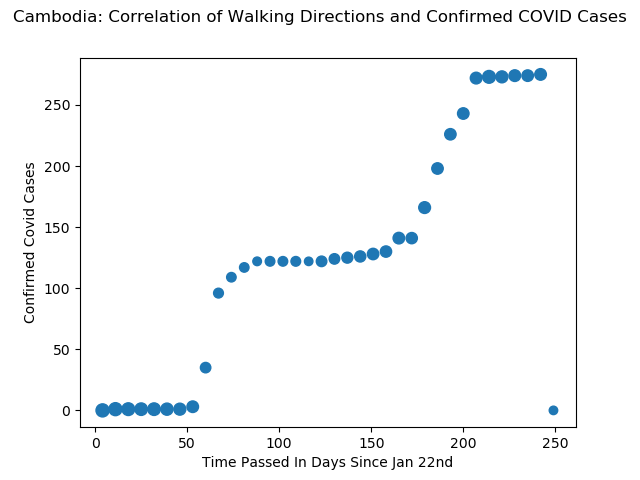 Cambodia: Correlation of Walking Directions and Confirmed COVID Cases
250
200
150
100
50
0
Confirmed Covid Cases
0 50 100 150 200 250
Time Passed In Days Since Jan 22nd